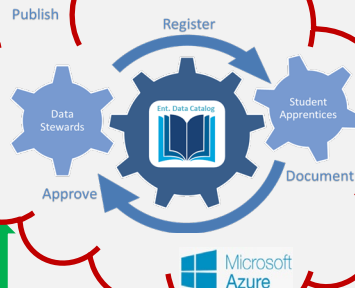 Publish
Register
Ent. Data Catalog
Data
Stewards
Student
Apprentices
Approve
Document
Microsoft
Azure